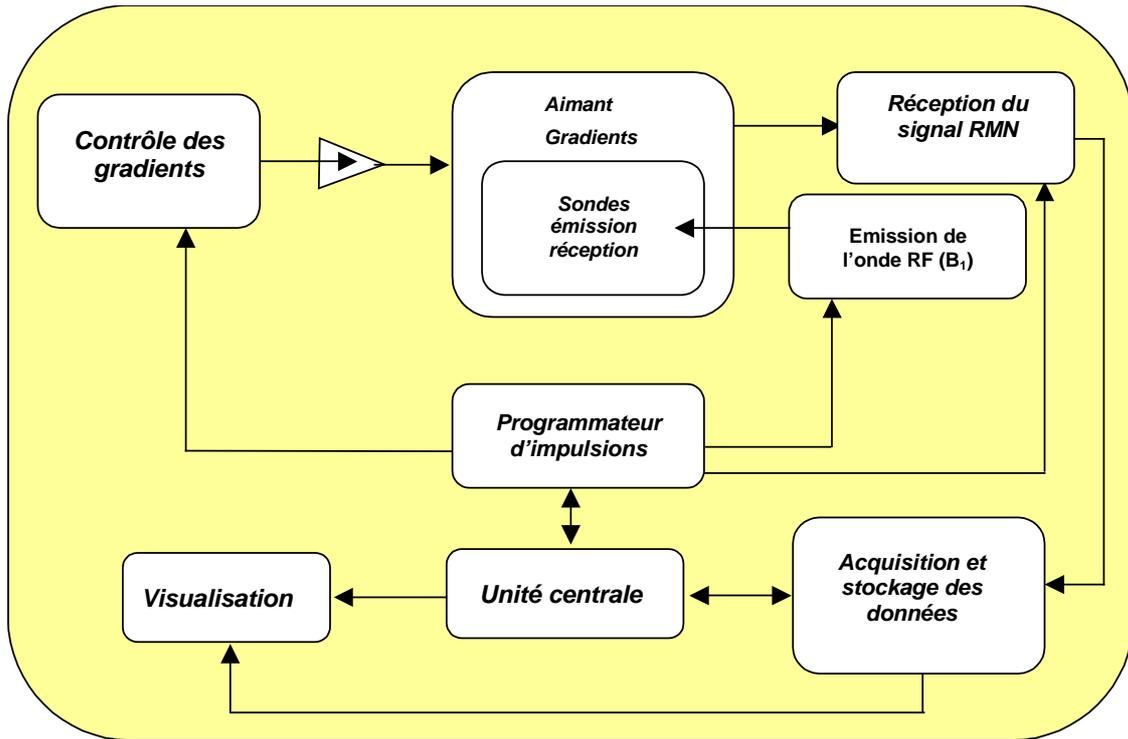 Contrôle des
gradients
Aimant
Gradients
Sondes
émission
réception
Réception du
signal RMN
Emission de
l'onde RF (B₁)
Programmateur
d'impulsions
Visualisation
Unité centrale
Acquisition et
stockage des
données